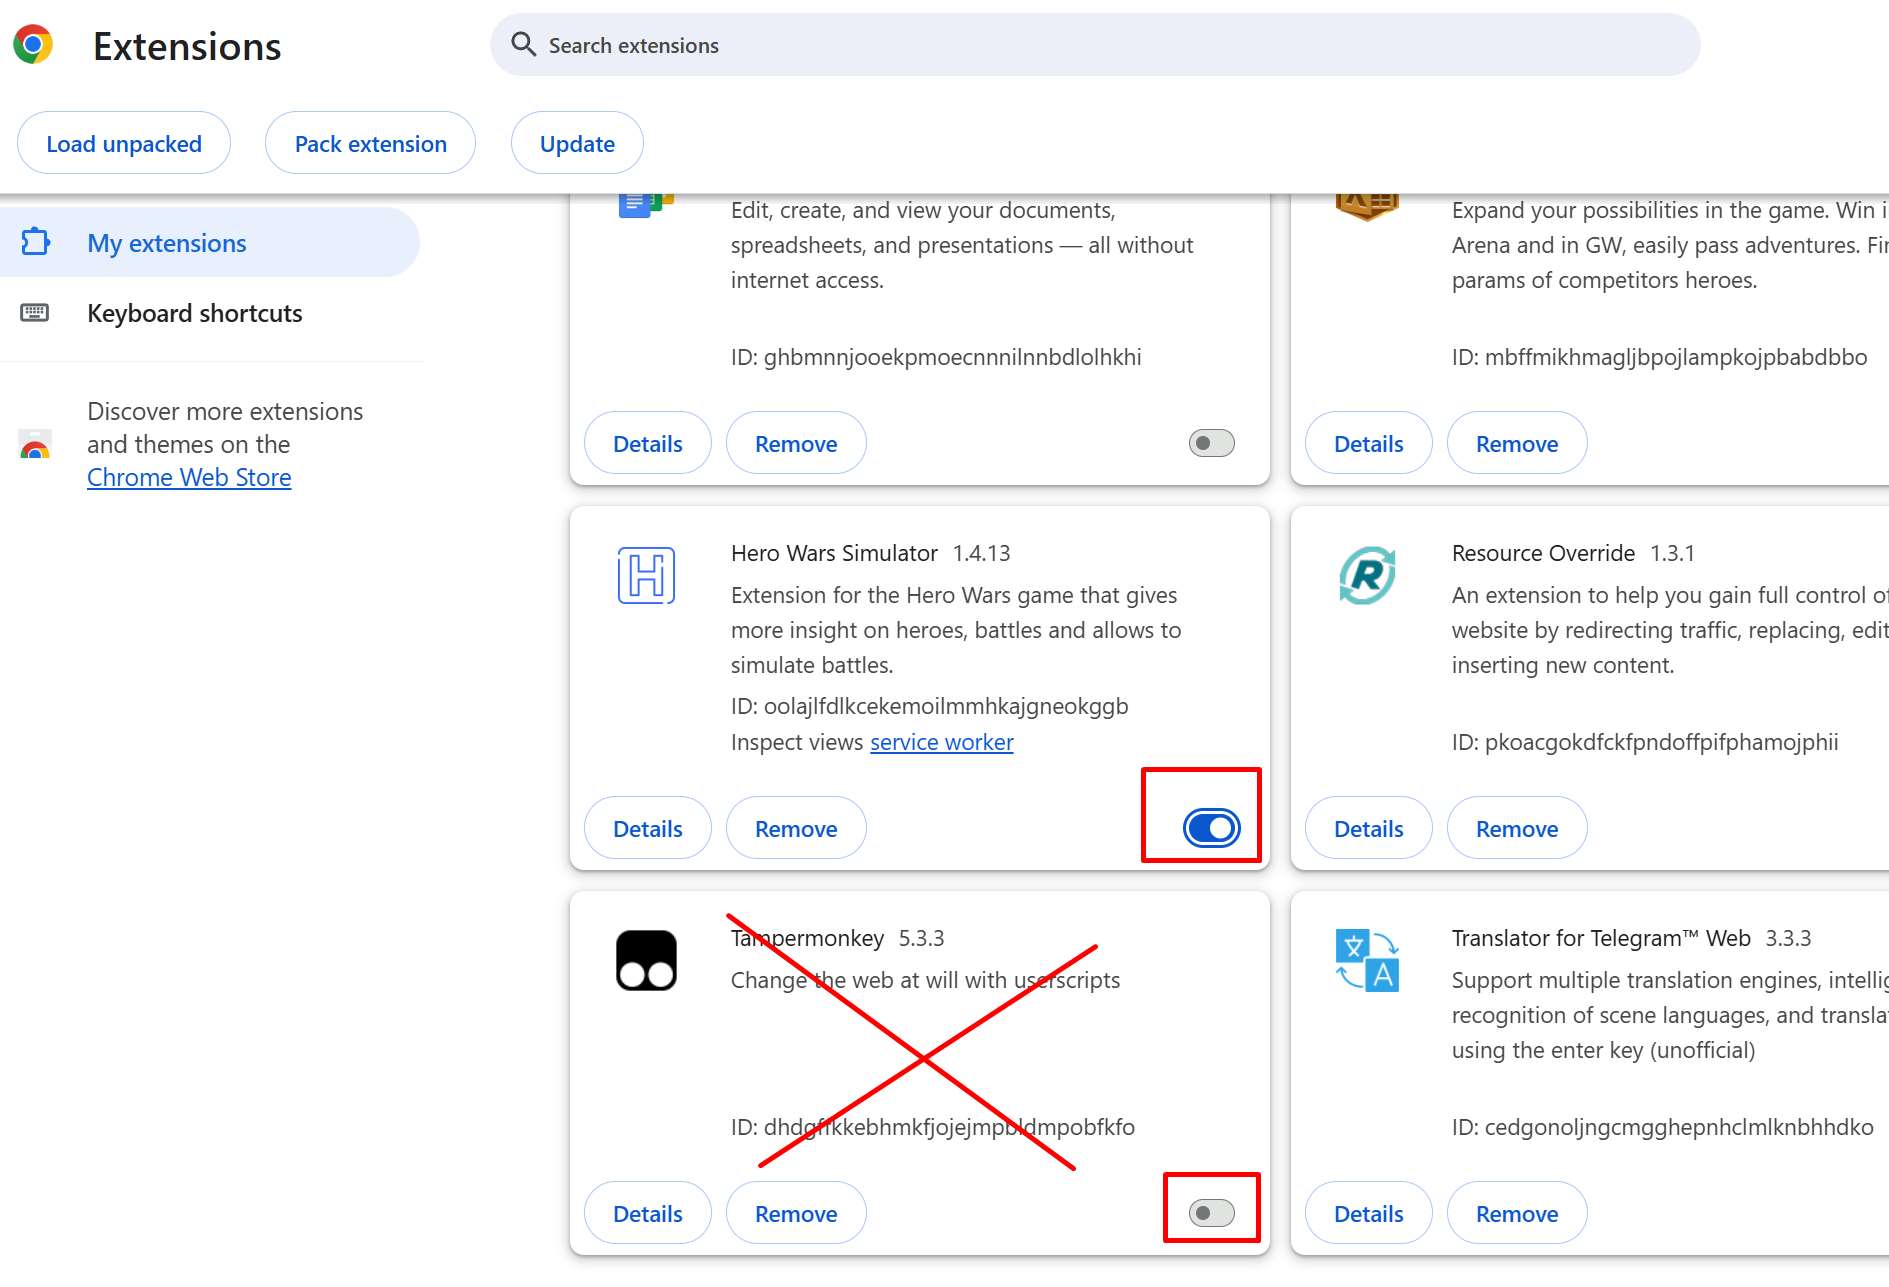 Extensions
Search extensions
Load unpacked
Pack extension
Update
My extensions
Keyboard shortcuts
Discover more extensions
and themes on the
Chrome Web Store
Edit, create, and view your documents,
spreadsheets, and presentations — all without
internet access.
ID: ghbmnnjooekpmoecnnnilnnbdlolhkhi
Details
Remove
Expand your possibilities in the game. Win i
Arena and in GW, easily pass adventures. Fi
params of competitors heroes.
ID: mbffmikhmagljbpojlampkojpbabdbbo
Details
Remove
Hero Wars Simulator 1.4.13
Extension for the Hero Wars game that gives
more insight on heroes, battles and allows to
simulate battles.
ID: oolajlfdlkcekemoilmmhkajgneokggb
Inspect views service worker
Details
Remove
Resource Override 1.3.1
An extension to help you gain full control of
website by redirecting traffic, replacing, edit
inserting new content.
ID: pkoacgokdfckfpndoffpifphamojphii
Details
Remove
Tampermonkey 5.3.3
Change the web at will with userscripts
ID: dhdgffkkebhmkfjojejmpbldmpobfkfo
Details
Remove
Translator for Telegram™ Web 3.3.3
Support multiple translation engines, intellig
recognition of scene languages, and transla
using the enter key (unofficial)
ID: cedgonoljngcmgghepnhclmlknbhhdko
Details
Remove